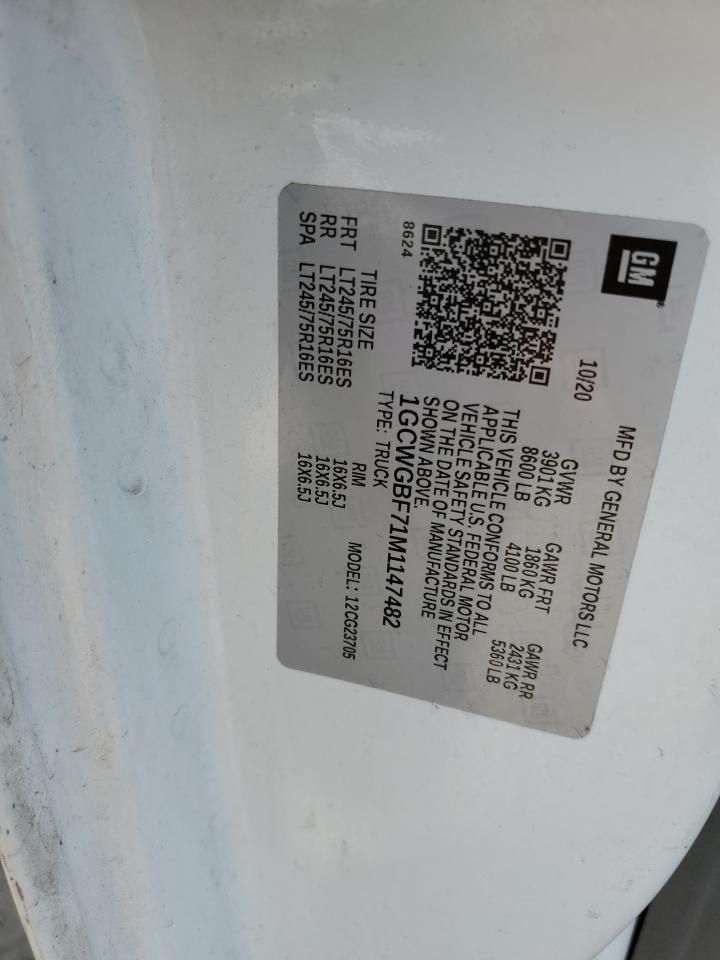 GM
MFD BY GENERAL MOTORS LLC
10/20
GVWR GAWR FRT GAWR RR
3901 KG 1860 KG 2431 KG
8600 LB 4100 LB 5360 LB
THIS VEHICLE CONFORMS TO ALL
APPLICABLE U.S. FEDERAL MOTOR
VEHICLE SAFETY STANDARDS IN EFFECT
ON THE DATE OF MANUFACTURE
SHOWN ABOVE.
8624
1GCWGBF71M1147482
TYPE: TRUCK
MODEL: 12CG23705
TIRE SIZE RIM
FRT LT245/75R16ES 16X6.5J
RR LT245/75R16ES 16X6.5J
SPA LT245/75R16ES 16X6.5J